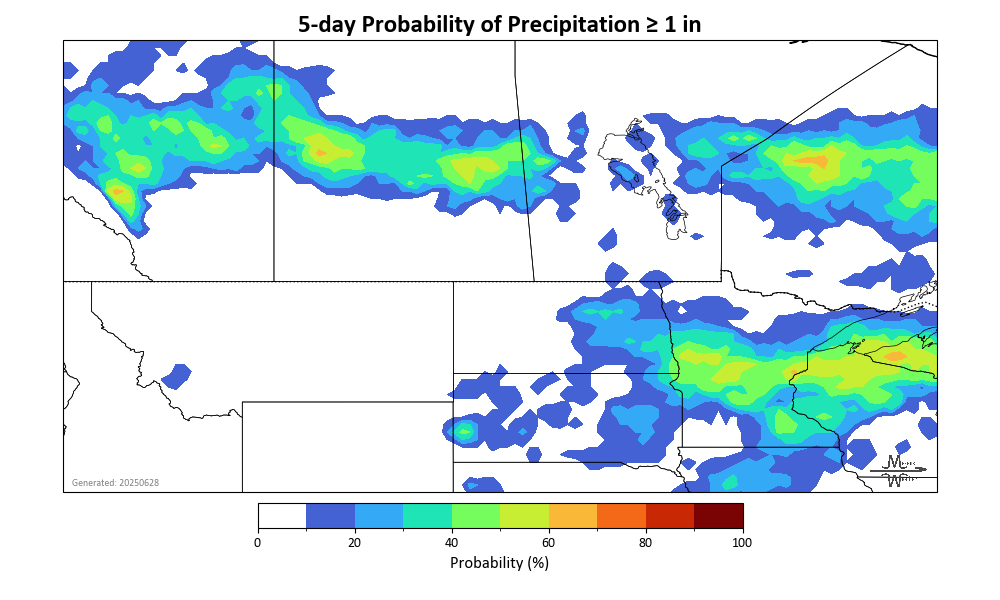 5-day Probability of Precipitation ≥ 1 in
Generated: 20250628
0 20 40 60 80 100
Probability (%)